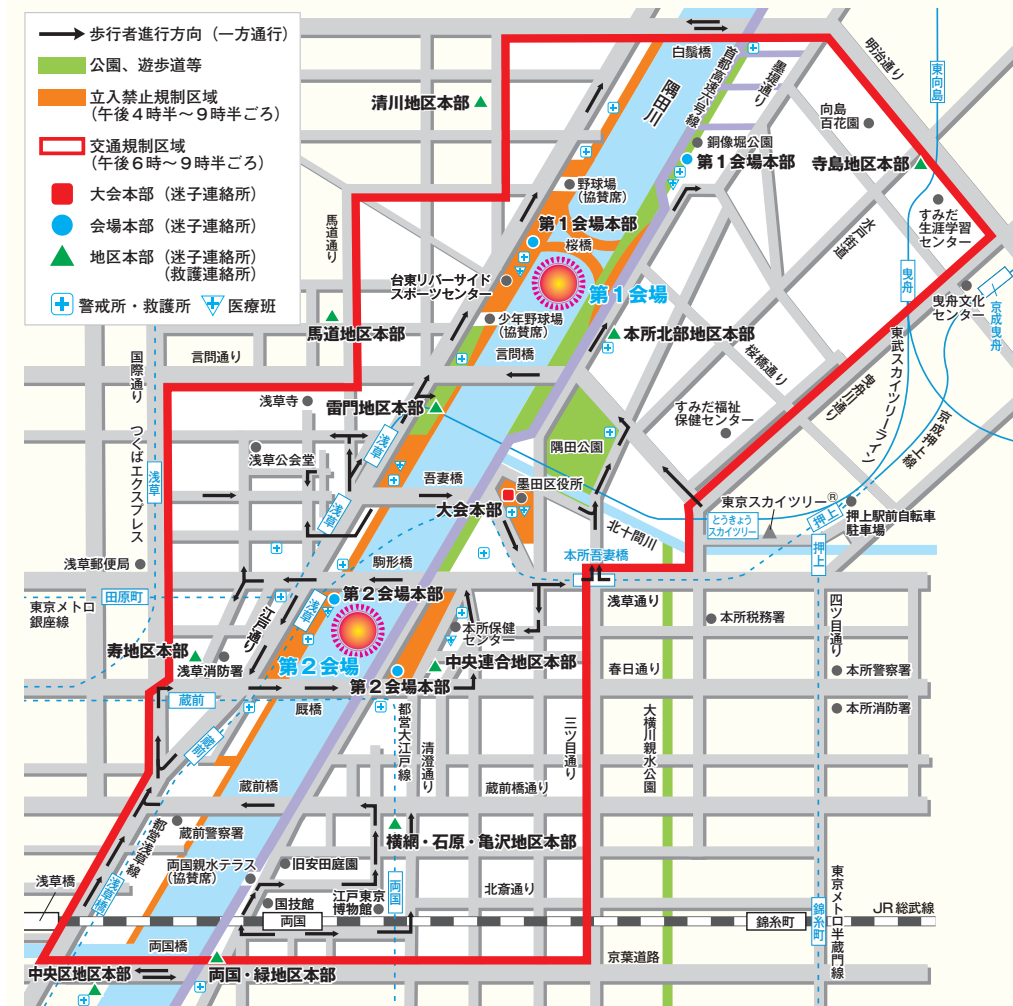 歩行者進行方向（一方通行）
公園、遊歩道等
立入禁止規制区域
（午後４時半～９時半ごろ）
交通規制区域
（午後６時～９時半ごろ）
大会本部（迷子連絡所）
会場本部（迷子連絡所）
地区本部（迷子連絡所）
（救護連絡所）
警戒所・救護所
医療班
白鬚橋
明治通り
東向島
首都高速六号線
墨堤通り
隅田川
清川地区本部
向島
百花園
銅像堀公園
第１会場本部
寺島地区本部
野球場
（協賛席）
すみだ
生涯学習
センター
馬道通り
第１会場本部
桜橋
水戸街道
曳舟
台東リバーサイド
スポーツセンター
第１会場
曳舟文化
センター
京成曳舟
少年野球場
（協賛席）
馬道地区本部
本所北部地区本部
国際通り
言問通り
言問橋
桜橋通り
東武スカイツリーライン
曳舟川通り
浅草寺
雷門地区本部
すみだ福祉
保健センター
京成押上線
つくばエクスプレス
浅草
浅草公会堂
浅草
隅田公園
吾妻橋
墨田区役所
大会本部
浅草
東京スカイツリー®
とうきょう
スカイツリー
押上
押上駅前自転車
駐車場
北十間川
本所吾妻橋
押上
浅草郵便局
駒形橋
田原町
東京メトロ
銀座線
江戸通り
浅草
第２会場本部
浅草通り
本所税務署
四ツ目通り
本所保健
センター
寿地区本部
浅草消防署
第２会場
中央連合地区本部
春日通り
本所警察署
第２会場本部
蔵前
厩橋
本所消防署
蔵前
都営大江戸線
清澄通り
三ツ目通り
大横川親水公園
蔵前橋
蔵前橋通り
都営浅草線
蔵前警察署
横網・石原・亀沢地区本部
両国親水テラス
（協賛席）
旧安田庭園
浅草橋
浅草橋
国技館
江戸東京
博物館
両国
北斎通り
東京メトロ半蔵門線
両国
錦糸町
錦糸町
JR 総武線
両国橋
京葉道路
中央区地区本部
両国・緑地区本部